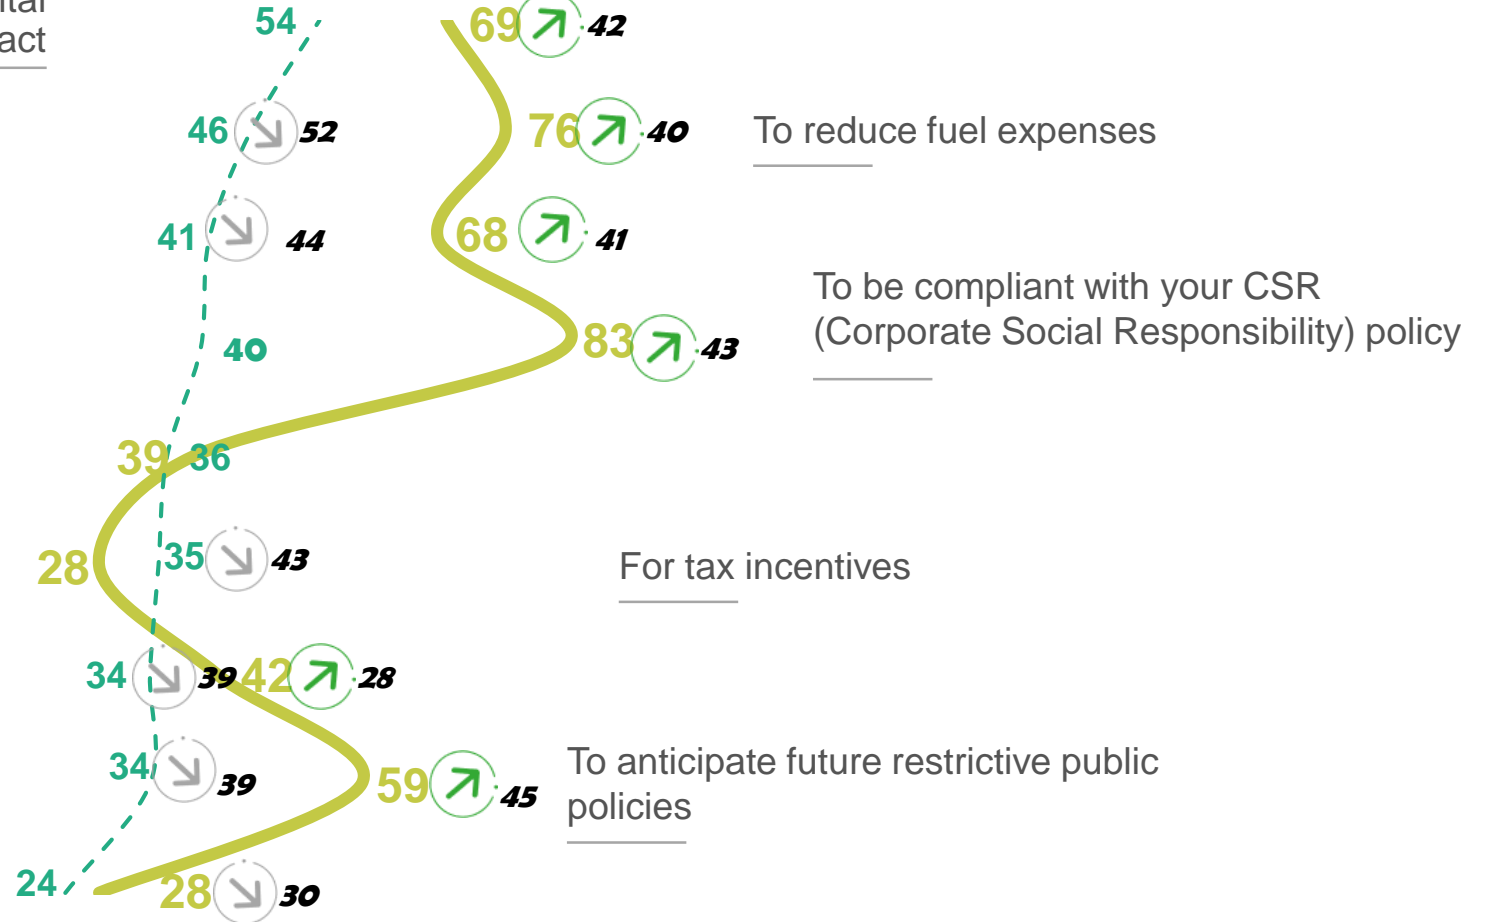 ntal
act
54 69 42
46 52 76 40 To reduce fuel expenses
41 44 68 41
To be compliant with your CSR
(Corporate Social Responsibility) policy
40 83 43
39 36
28 35 43 For tax incentives
34 39 42 28
34 39 59 45 To anticipate future restrictive public
policies
24 28 30